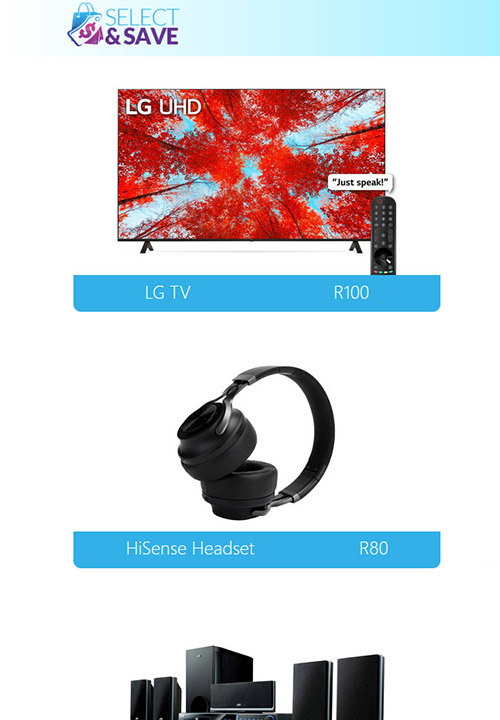 SELECT
& SAVE
LG UHD
"Just speak!"
LG TV R100
HiSense Headset R80